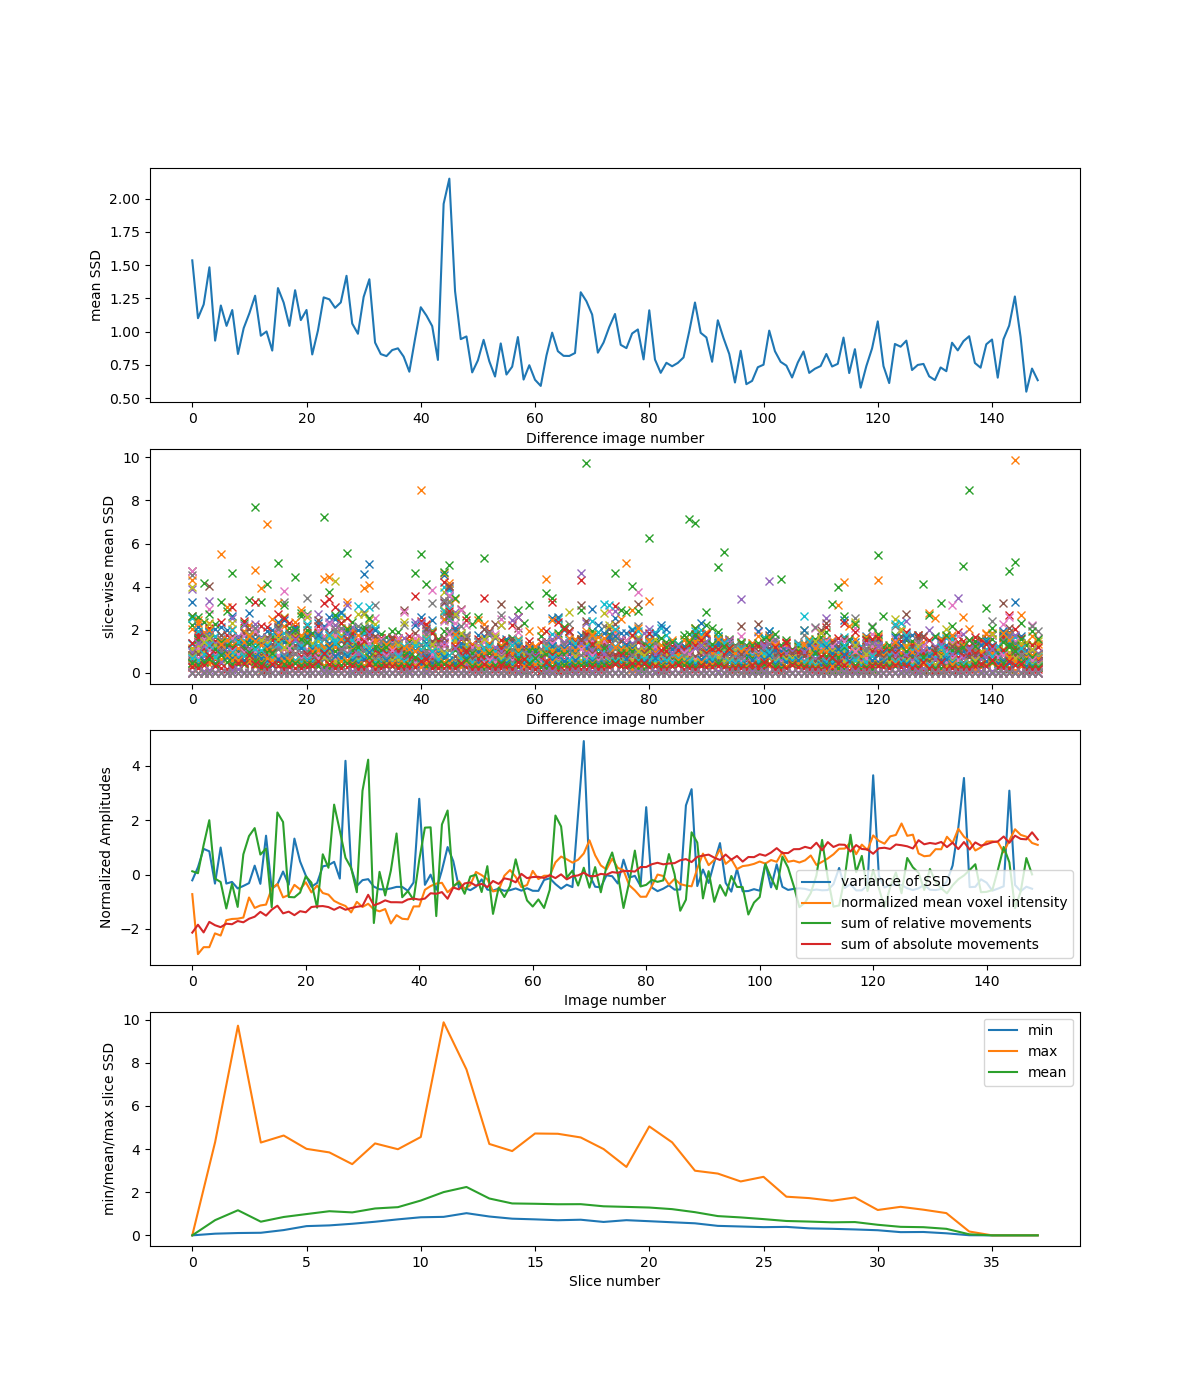 2.00
1.75
1.50
1.25
1.00
0.75
0.50
mean SSD
0 20 40 60 80 100 120 140
Difference image number
10
8
6
4
2
0
slice-wise mean SSD
0 20 40 60 80 100 120 140
Difference image number
4
2
0
−2
Normalized Amplitudes
variance of SSD
normalized mean voxel intensity
sum of relative movements
sum of absolute movements
0 20 40 60 80 100 120 140
Image number
10
8
6
4
2
0
min/mean/max slice SSD
min
max
mean
0 5 10 15 20 25 30 35
Slice number